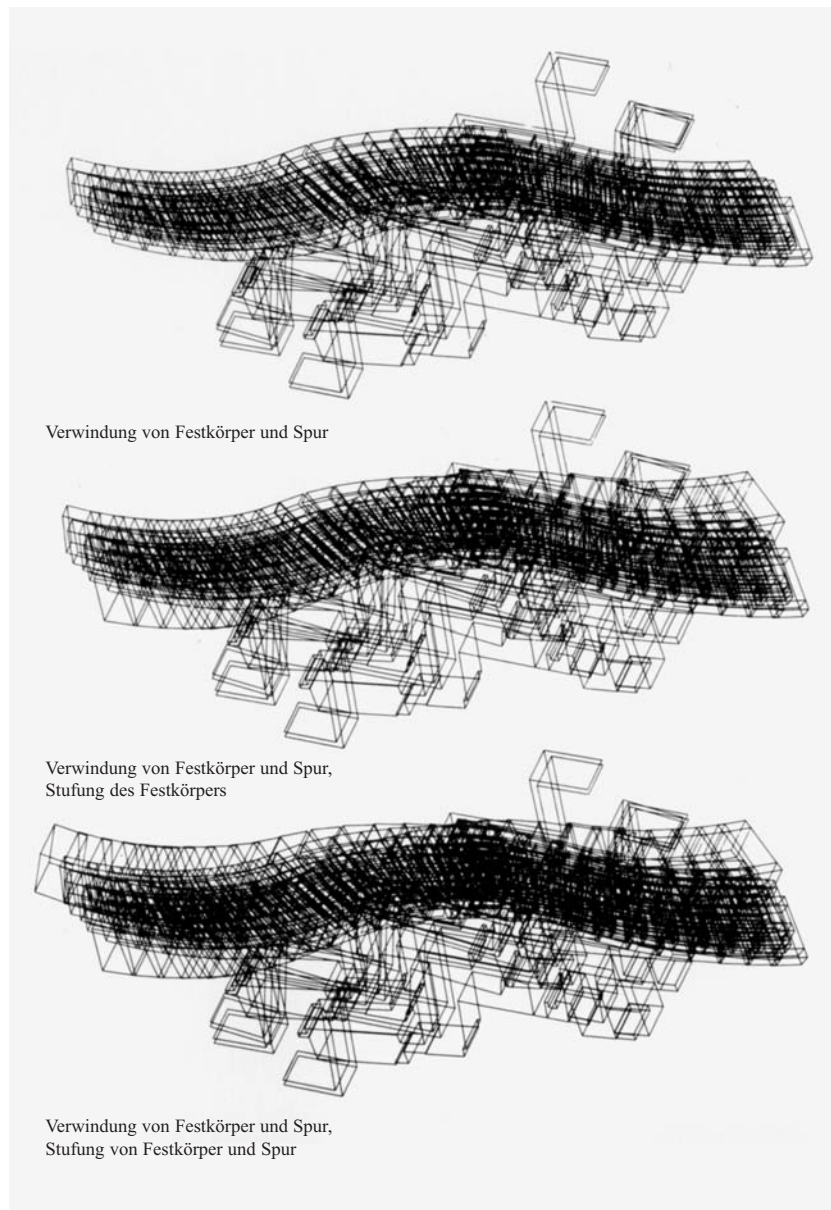 Verwindung von Festkörper und Spur
Verwindung von Festkörper und Spur,
Stufung des Festkörpers
Verwindung von Festkörper und Spur,
Stufung von Festkörper und Spur